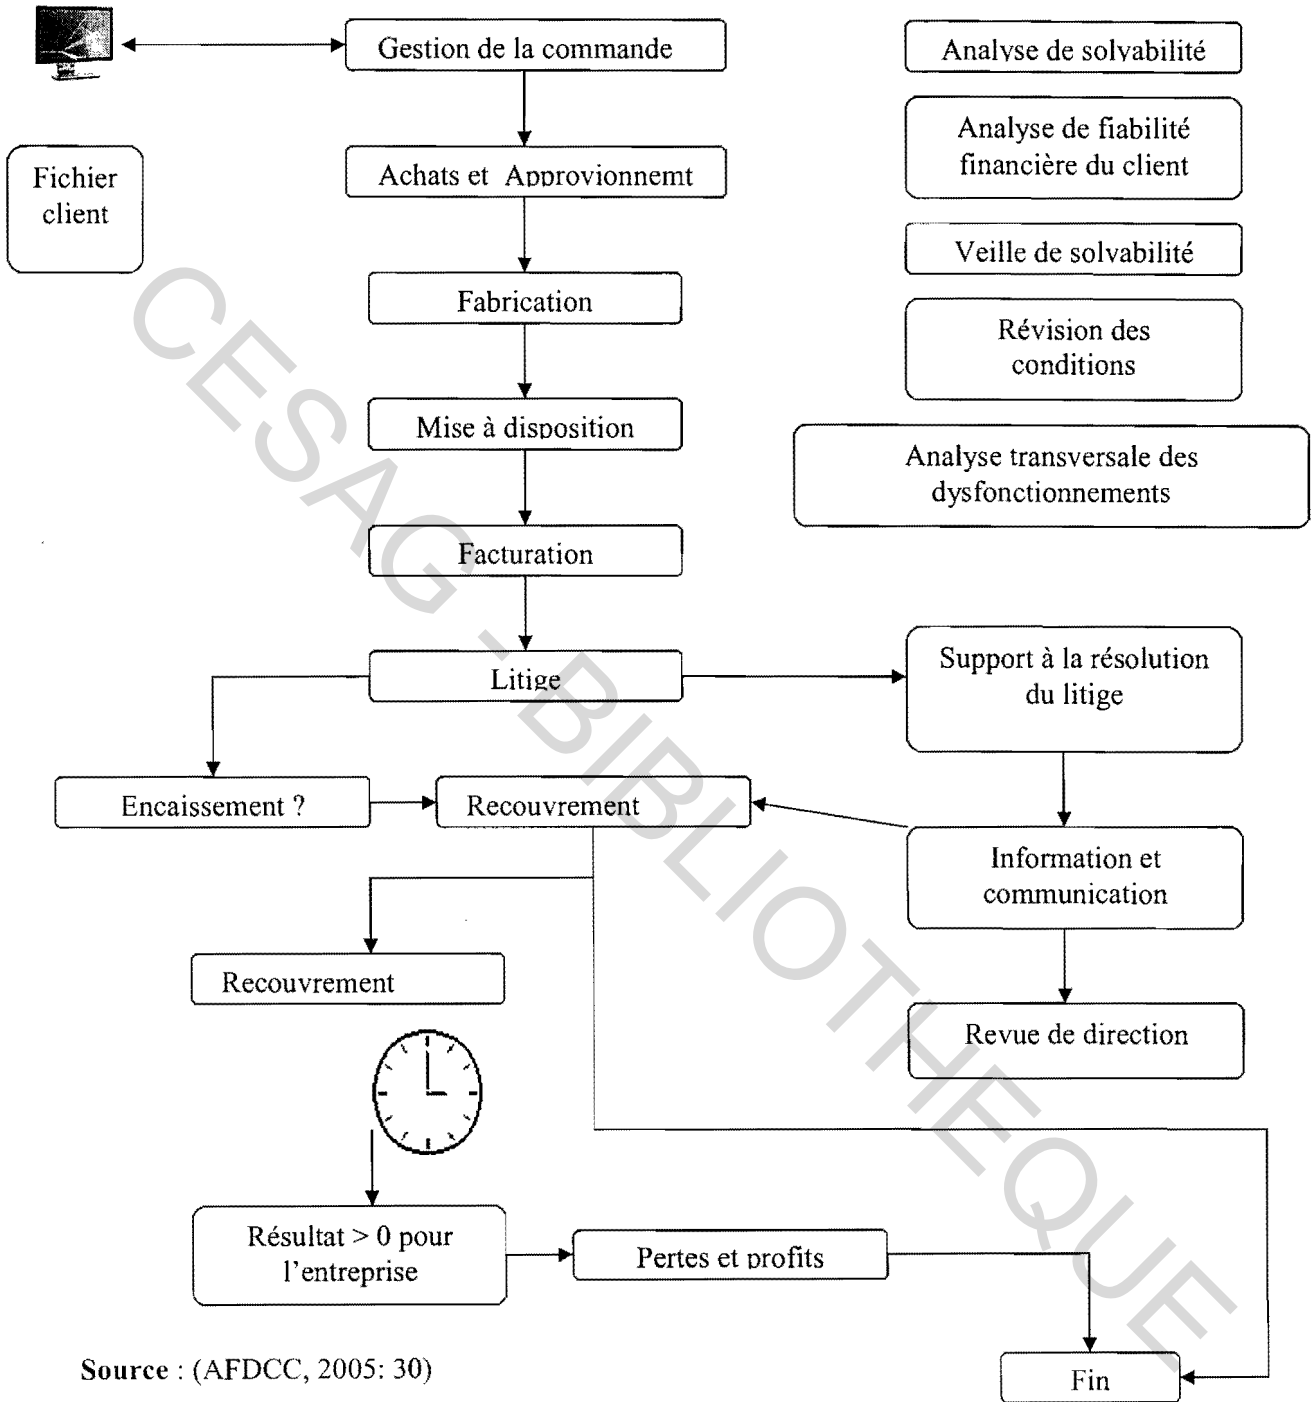 Gestion de la commande
Analyse de solvabilité
Analyse de fiabilité
financière du client
Fichier
client
Achats et Approvionnemt
Veille de solvabilité
Fabrication
Révision des
conditions
Mise à disposition
Analyse transversale des
dysfonctionnements
Facturation
Litige
Support à la résolution
du litige
Encaissement ?
Recouvrement
Information et
communication
Recouvrement
Revue de direction
Résultat > 0 pour
l'entreprise
Pertes et profits
Fin
Source : (AFDCC, 2005: 30)
CESAG - BIBLIOTHEQUE